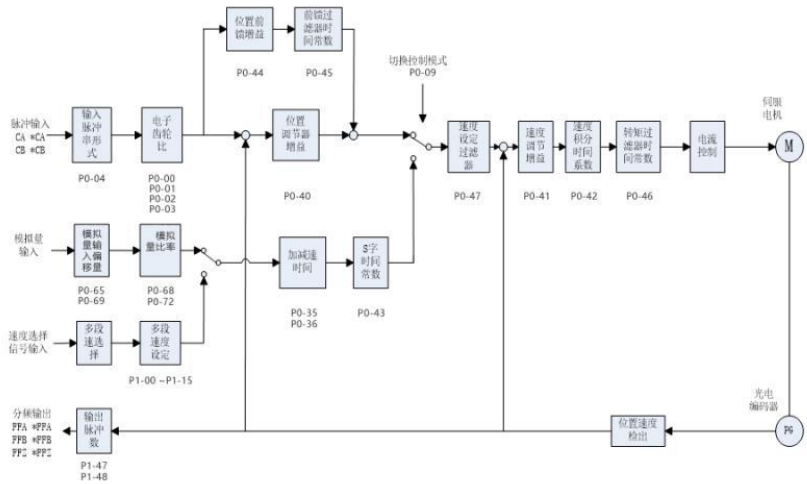 位置前
馈增益
P0-44
前馈过
滤器时
间常数
P0-45
切换控制模式
P0-09
脉冲输入
CA *CA
CB *CB
输入
脉冲
串形
式
P0-04
电子
齿轮
比
P0-00
P0-01
P0-02
P0-03
位置
调节器
增益
P0-40
速度
设定
过滤
器
P0-47
速度
调节
增益
P0-41
速度
积分
时间
系数
P0-42
转矩过
滤器时
间常数
P0-46
电流
控制
伺服
电机
M
模拟量
输入
模拟
量输
入偏
移量
P0-65
P0-69
模拟
量比率
P0-68
P0-72
加减速
时间
P0-35
P0-36
S字
时间
常数
P0-43
速度选择
信号输入
多段
速选
择
多段
速度
设定
P1-00 ~P1-15
分频输出
FFA *FFA
FFB *FFB
FFZ *FFZ
输出
脉冲
数
P1-47
P1-48
位置速度
检出
光电
编码器
PG